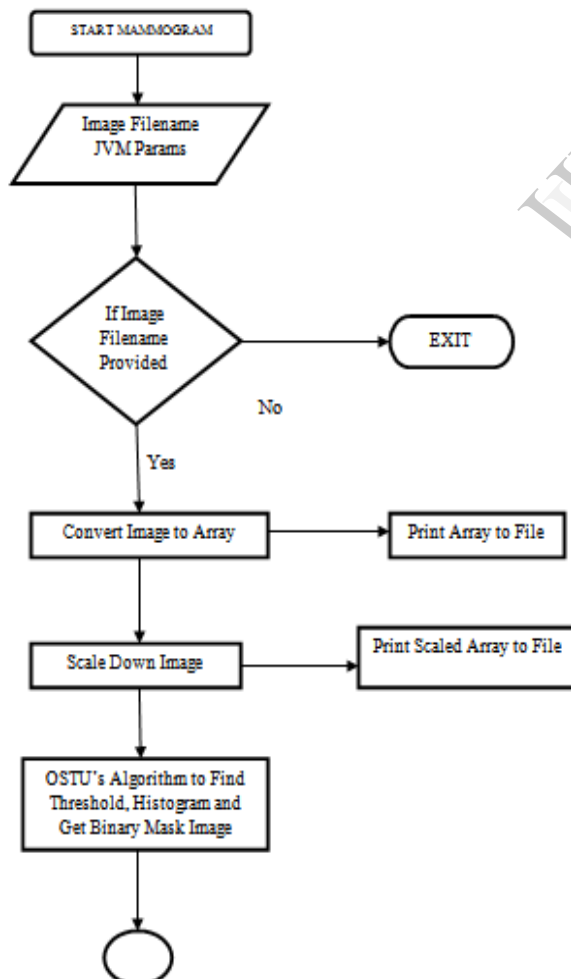 START MAMMOGRAM
Image Filename
JVM Params
If Image
Filename
Provided
EXIT
No
Yes
Convert Image to Array
Print Array to File
Scale Down Image
Print Scaled Array to File
OSTU's Algorithm to Find
Threshold, Histogram and
Get Binary Mask Image